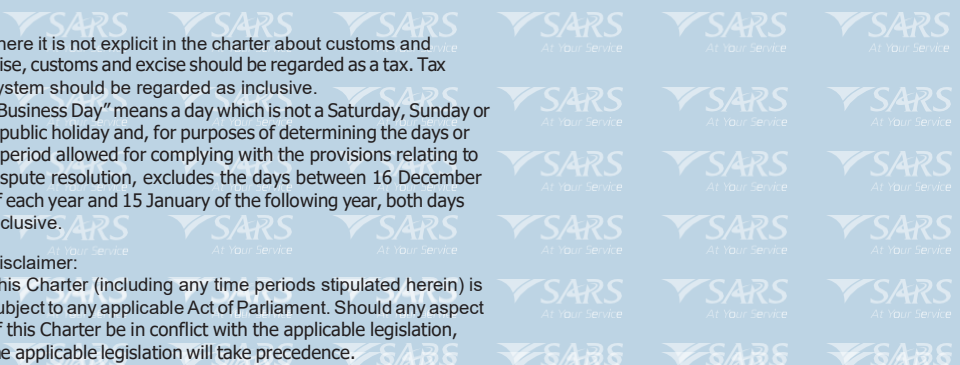 here it is not explicit in the charter about customs and
ise, customs and excise should be regarded as a tax. Tax
ystem should be regarded as inclusive.
Business Day” means a day which is not a Saturday, Sunday or
public holiday and, for purposes of determining the days or
period allowed for complying with the provisions relating to
spute resolution, excludes the days between 16 December
f each year and 15 January of the following year, both days
clusive.
isclaimer:
his Charter (including any time periods stipulated herein) is
ubject to any applicable Act of Parliament. Should any aspect
f this Charter be in conflict with the applicable legislation,
he applicable legislation will take precedence.
SARS
At Your Service